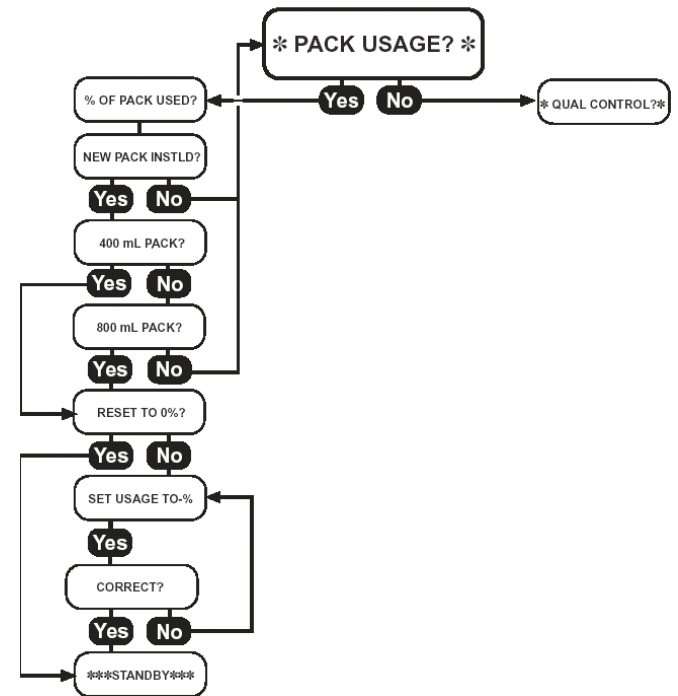 ✻ PACK USAGE? ✻
Yes No
% OF PACK USED?
✻ QUAL CONTROL?✻
NEW PACK INSTLD?
Yes No
400 mL PACK?
Yes No
800 mL PACK?
Yes No
RESET TO 0%?
Yes No
SET USAGE TO-%
Yes
CORRECT?
Yes No
✻✻✻STANDBY✻✻✻